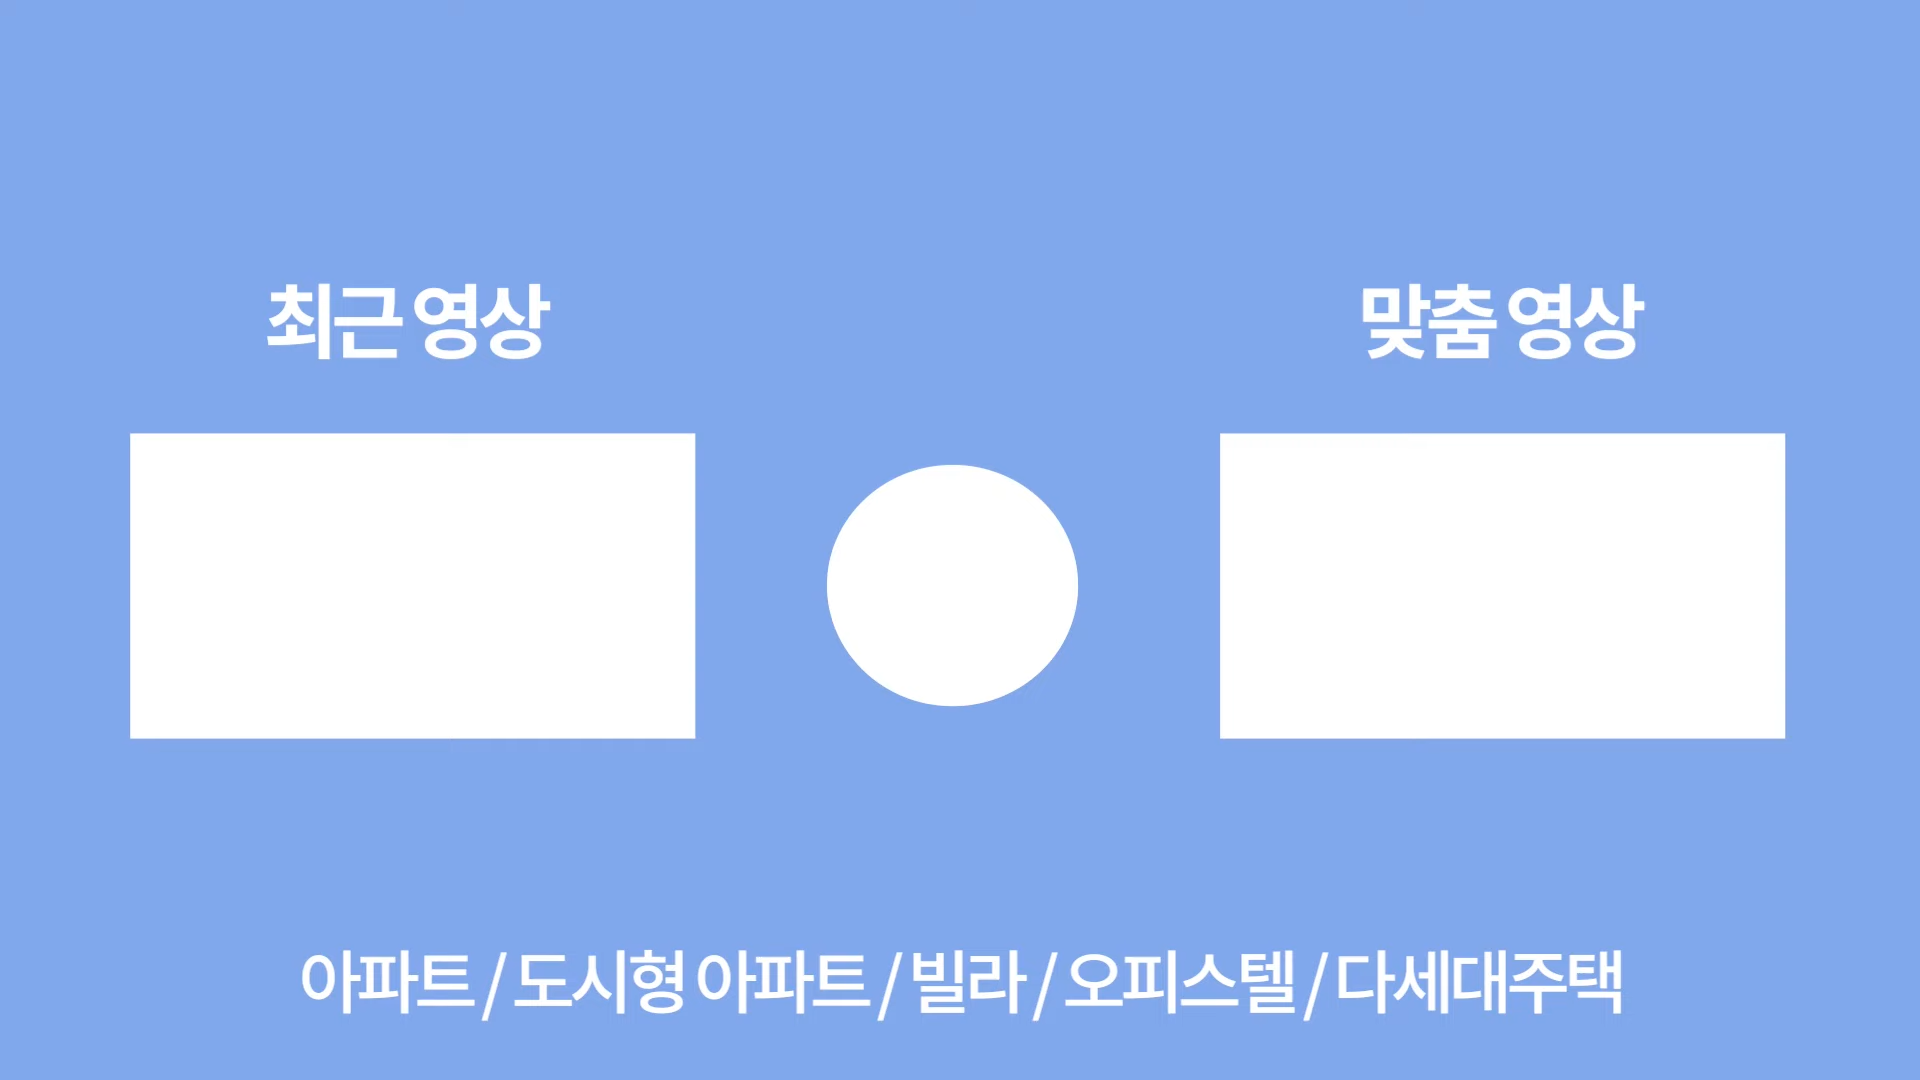 최근 영상
맞춤 영상
아파트 / 도시형 아파트 / 빌라 / 오피스텔 / 다세대주택